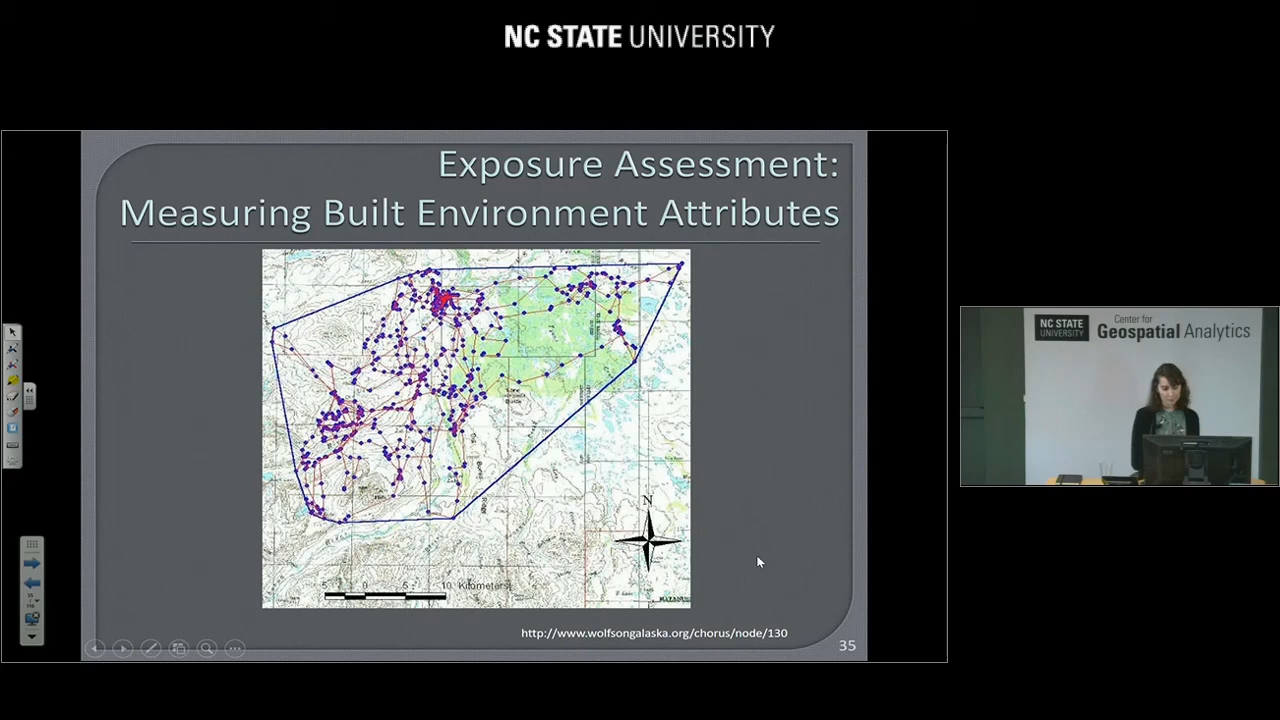 NC STATE UNIVERSITY
Exposure Assessment:
Measuring Built Environment Attributes
N
5 0 5 10 Kilometers
http://www.wolfsongalaska.org/chorus/node/130
35
NC STATE
UNIVERSITY
Center for
Geospatial Analytics